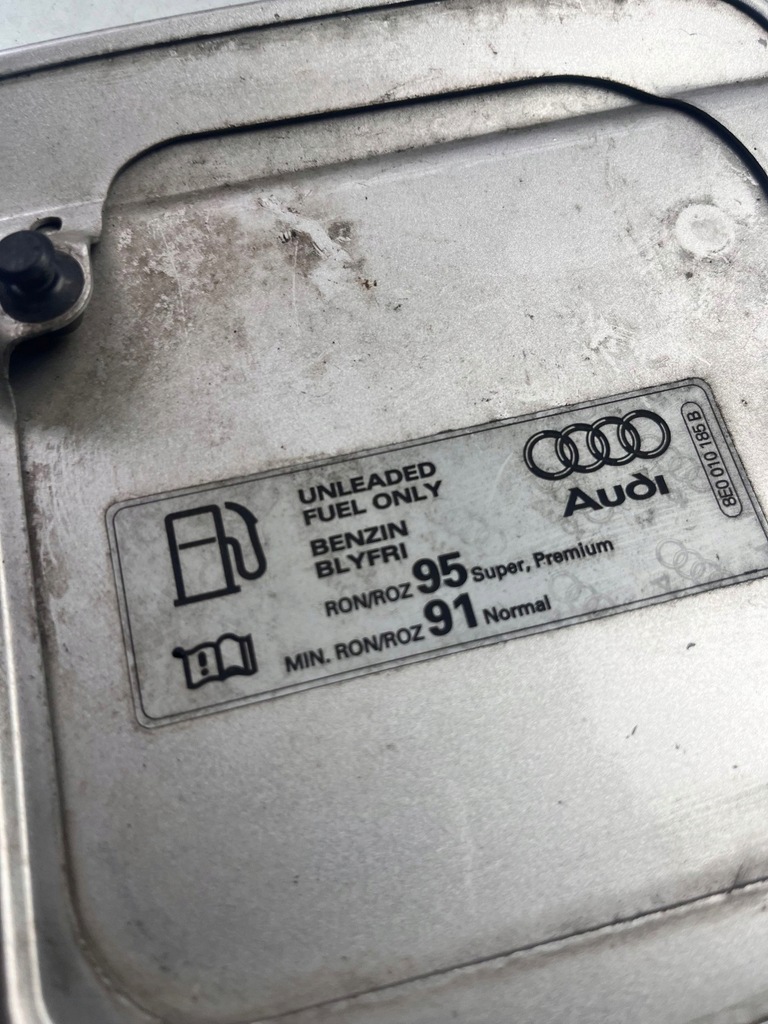 UNLEADED
FUEL ONLY
BENZIN
BLYFRI
RON/ROZ 95 Super, Premium
MIN. RON/ROZ 91 Normal
Audi
8E0 010 185 B